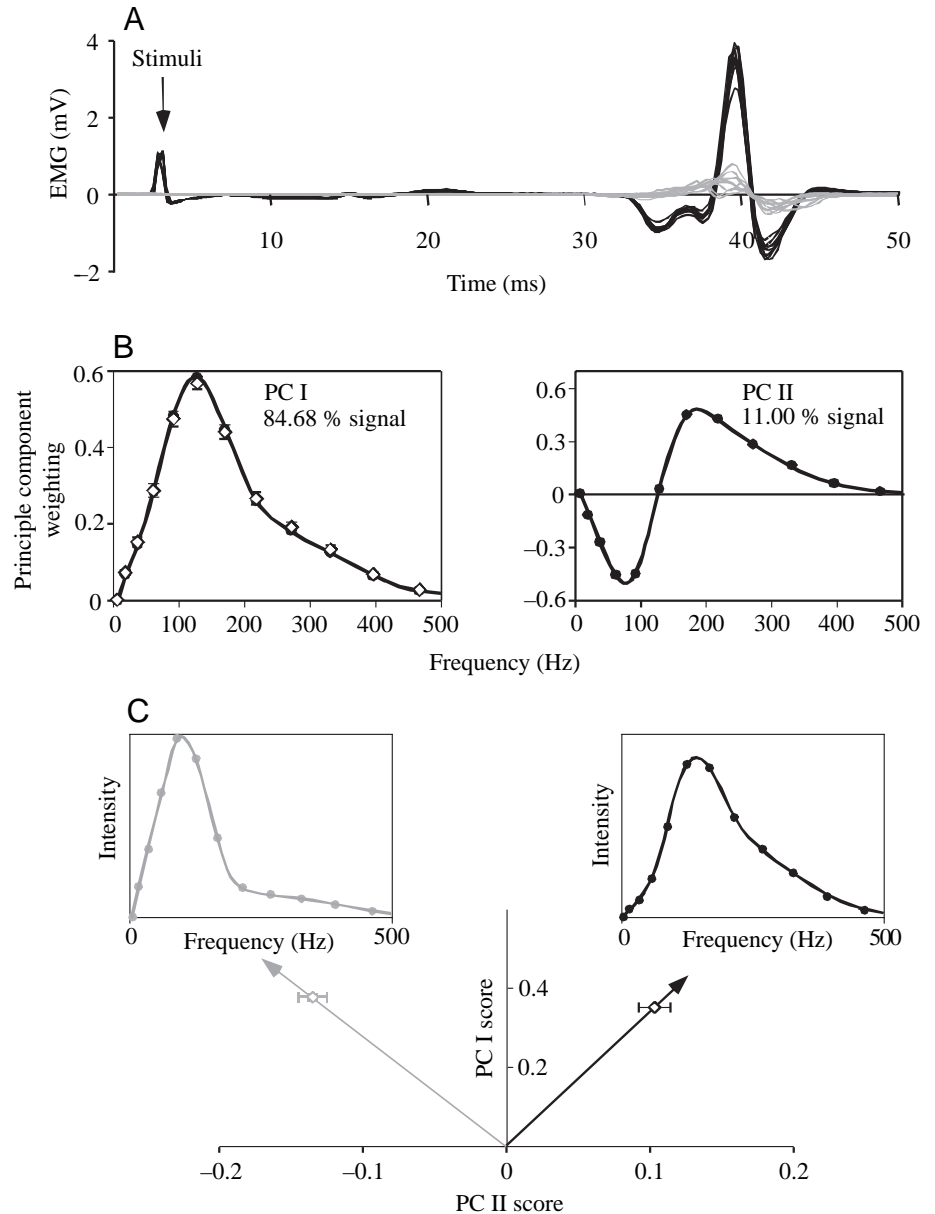 A
Stimuli
EMG (mV)
4
2
0
–2
10
20
30
40
50
Time (ms)
B
Principle component
weighting
0.6
0.4
0.2
0
PC I
84.68 % signal
0 100 200 300 400 500
0.6
0.3
0
–0.3
–0.6
PC II
11.00 % signal
0 100 200 300 400 500
Frequency (Hz)
C
Intensity
0 Frequency (Hz) 500
Intensity
0 Frequency (Hz) 500
PC I score
0.4
0.2
–0.2 –0.1 0 0.1 0.2
PC II score